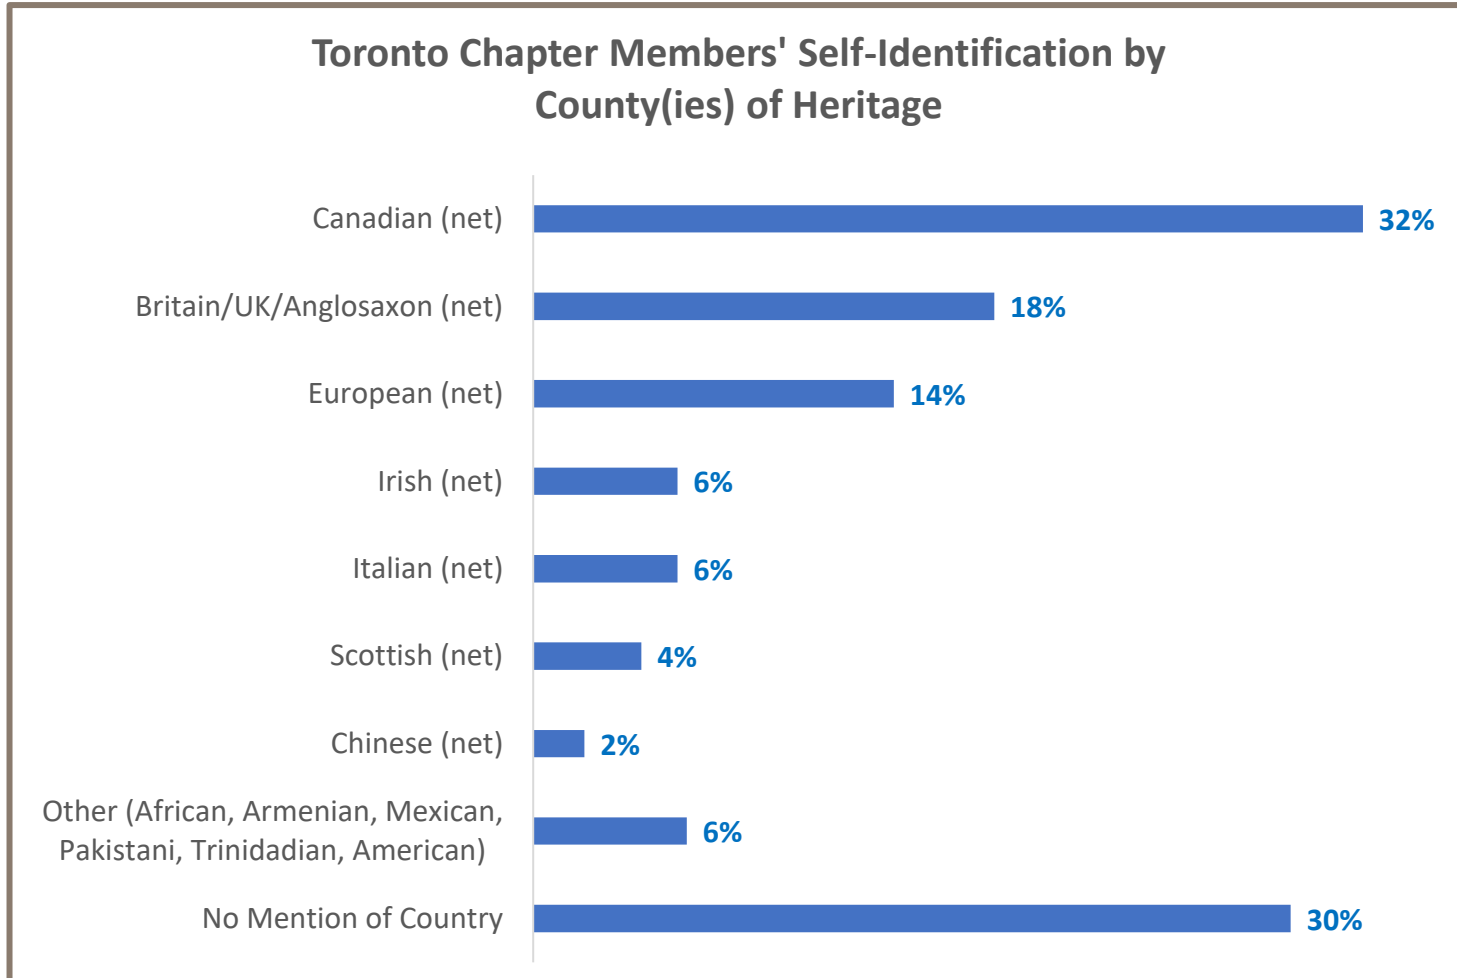 Toronto Chapter Members' Self-Identification by
County(ies) of Heritage
Canadian (net) 32%
Britain/UK/Anglosaxon (net) 18%
European (net) 14%
Irish (net) 6%
Italian (net) 6%
Scottish (net) 4%
Chinese (net) 2%
Other (African, Armenian, Mexican,
Pakistani, Trinidadian, American) 6%
No Mention of Country 30%